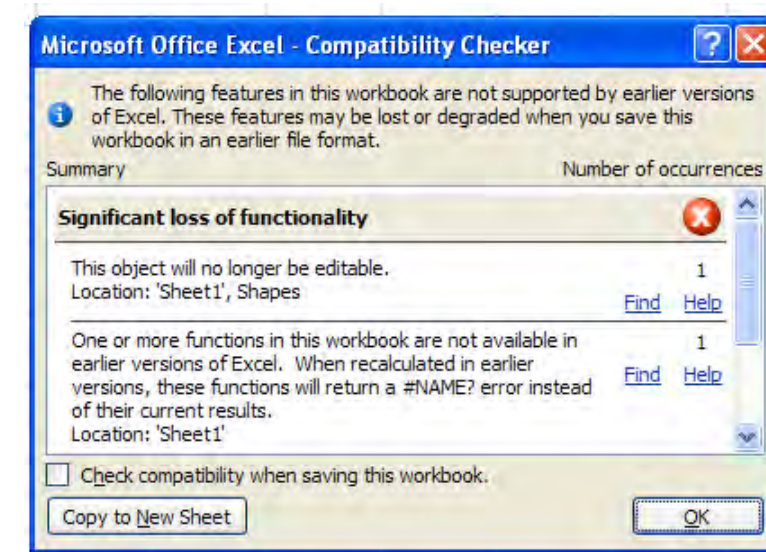 Microsoft Office Excel - Compatibility Checker
The following features in this workbook are not supported by earlier versions
of Excel. These features may be lost or degraded when you save this
workbook in an earlier file format.
Summary Number of occurrences
Significant loss of functionality
This object will no longer be editable. 1
Location: 'Sheet1', Shapes Find Help
One or more functions in this workbook are not available in 1
earlier versions of Excel. When recalculated in earlier
versions, these functions will return a #NAME? error instead Find Help
of their current results.
Location: 'Sheet1'
Check compatibility when saving this workbook.
Copy to New Sheet OK